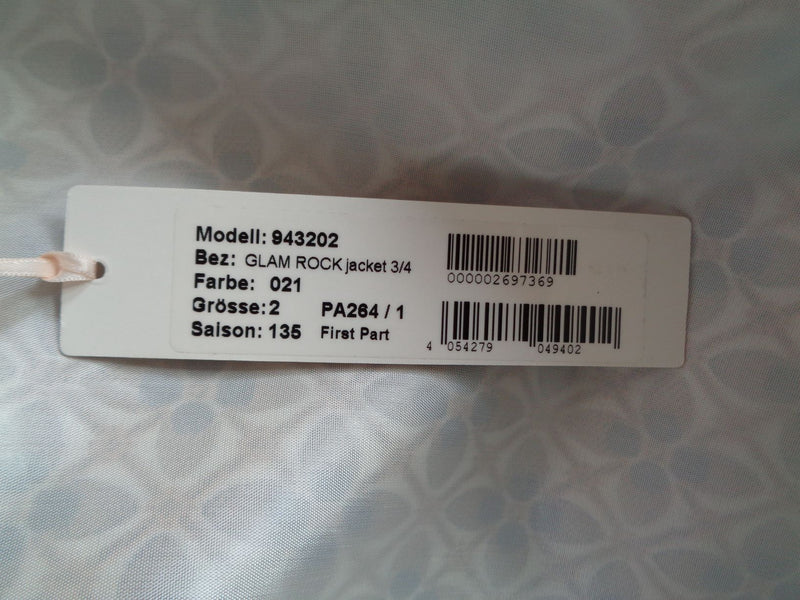 Modell: 943202
Bez: GLAM ROCK jacket 3/4
Farbe: 021
Grösse: 2 PA264 / 1
Saison: 135 First Part
000002697369
4 054279 049402